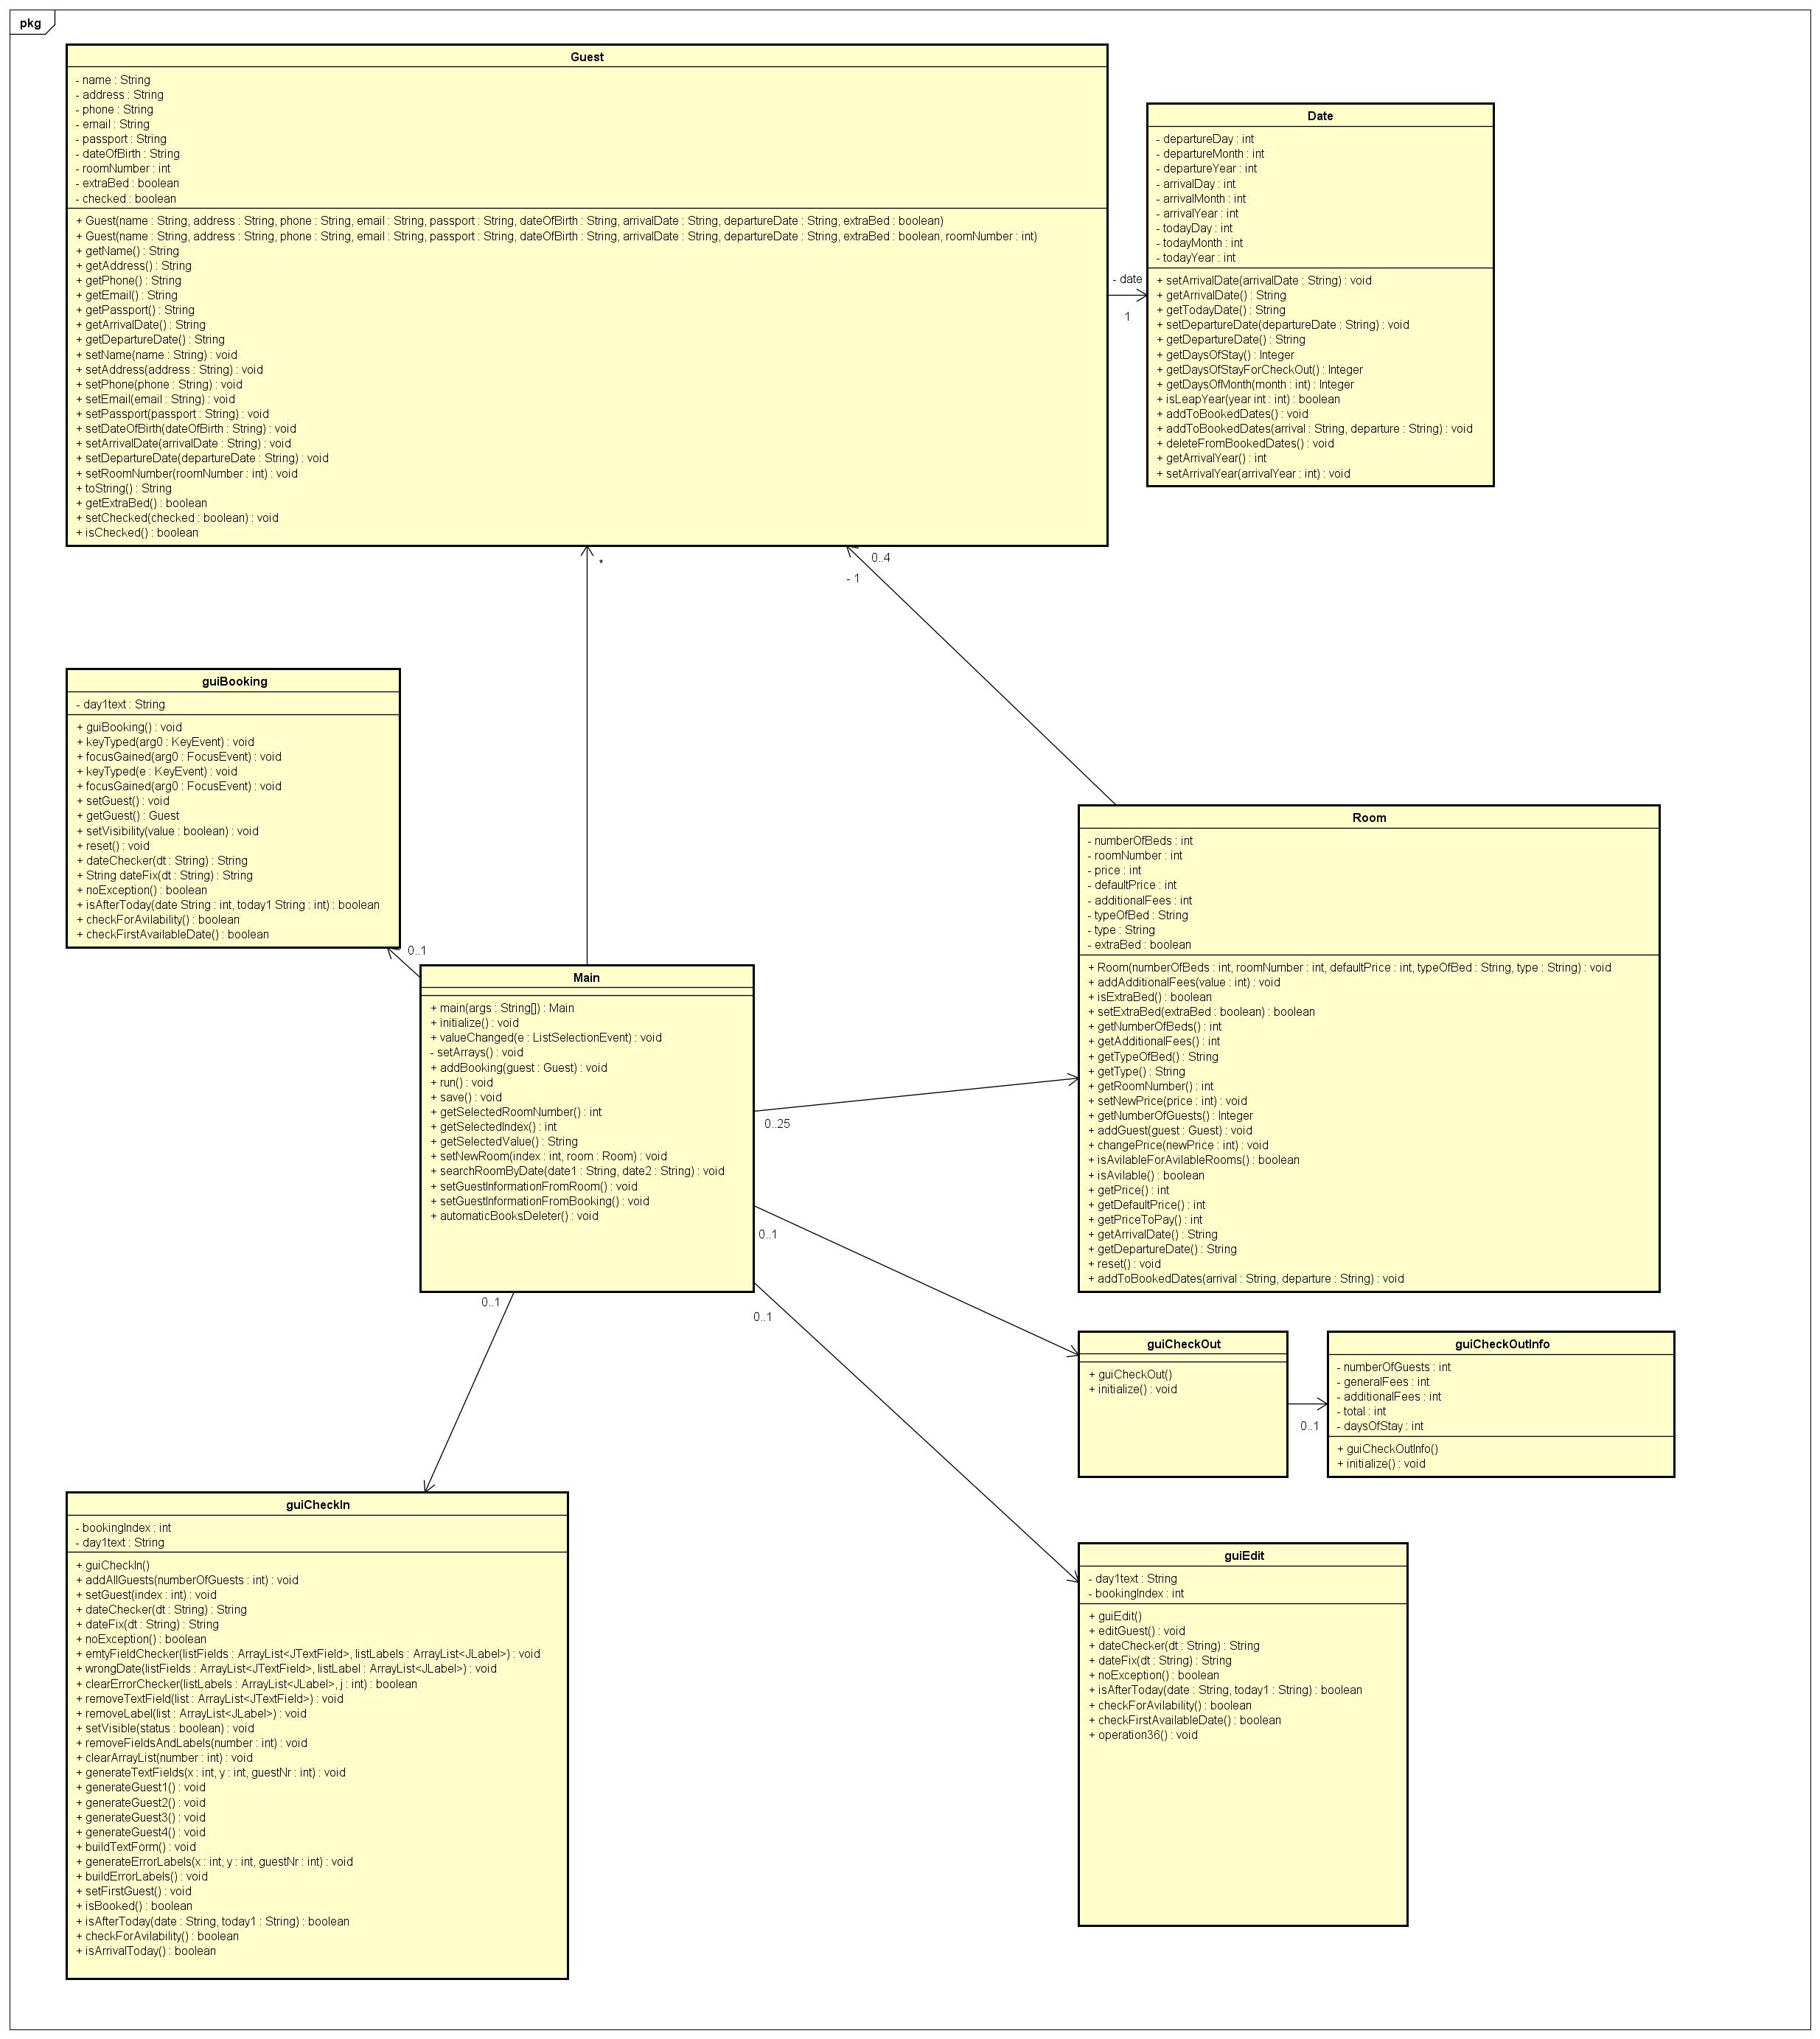 pkg
Guest
- name : String
- address : String
- phone : String
- email : String
- passport : String
- dateOfBirth : String
- roomNumber : int
- extraBed : boolean
- checked : boolean
+ Guest(name : String, address : String, phone : String, email : String, passport : String, dateOfBirth : String, arrivalDate : String, departureDate : String, extraBed : boolean)
+ Guest(name : String, address : String, phone : String, email : String, passport : String, dateOfBirth : String, arrivalDate : String, departureDate : String, extraBed : boolean, roomNumber : int)
+ getName() : String
+ getAddress() : String
+ getPhone() : String
+ getEmail() : String
+ getPassport() : String
+ getArrivalDate() : String
+ getDepartureDate() : String
+ setName(name : String) : void
+ setAddress(address : String) : void
+ setPhone(phone : String) : void
+ setEmail(email : String) : void
+ setPassport(passport : String) : void
+ setDateOfBirth(dateOfBirth : String) : void
+ setArrivalDate(arrivalDate : String) : void
+ setDepartureDate(departureDate : String) : void
+ setRoomNumber(roomNumber : int) : void
+ toString() : String
+ getExtraBed() : boolean
+ setChecked(checked : boolean) : void
+ isChecked() : boolean
- date
1
Date
- departureDay : int
- departureMonth : int
- departureYear : int
- arrivalDay : int
- arrivalMonth : int
- arrivalYear : int
- todayDay : int
- todayMonth : int
- todayYear : int
+ setArrivalDate(arrivalDate : String) : void
+ getArrivalDate() : String
+ getTodayDate() : String
+ setDepartureDate(departureDate : String) : void
+ getDepartureDate() : String
+ getDaysOfStay() : Integer
+ getDaysOfStayForCheckOut() : Integer
+ getDaysOfMonth(month : int) : Integer
+ isLeapYear(year int : int) : boolean
+ addToBookedDates() : void
+ addToBookedDates(arrival : String, departure : String) : void
+ deleteFromBookedDates() : void
+ getArrivalYear() : int
+ setArrivalYear(arrivalYear : int) : void
*
0..4
- 1
guiBooking
- day1text : String
+ guiBooking() : void
+ keyTyped(arg0 : KeyEvent) : void
+ focusGained(arg0 : FocusEvent) : void
+ keyTyped(e : KeyEvent) : void
+ focusGained(arg0 : FocusEvent) : void
+ setGuest() : void
+ getGuest() : Guest
+ setVisibility(value : boolean) : void
+ reset() : void
+ dateChecker(dt : String) : String
+ String dateFix(dt : String) : String
+ noException() : boolean
+ isAfterToday(date String : int, today1 String : int) : boolean
+ checkForAvilability() : boolean
+ checkFirstAvailableDate() : boolean
0..1
Main
+ main(args : String[]) : Main
+ initialize() : void
+ valueChanged(e : ListSelectionEvent) : void
- setArrays() : void
+ addBooking(guest : Guest) : void
+ run() : void
+ save() : void
+ getSelectedRoomNumber() : int
+ getSelectedIndex() : int
+ getSelectedValue() : String
+ setNewRoom(index : int, room : Room) : void
+ searchRoomByDate(date1 : String, date2 : String) : void
+ setGuestInformationFromRoom() : void
+ setGuestInformationFromBooking() : void
+ automaticBooksDeleter() : void
0..25
0..1
0..1
0..1
Room
- numberOfBeds : int
- roomNumber : int
- price : int
- defaultPrice : int
- additionalFees : int
- typeOfBed : String
- type : String
- extraBed : boolean
+ Room(numberOfBeds : int, roomNumber : int, defaultPrice : int, typeOfBed : String, type : String) : void
+ addAdditionalFees(value : int) : void
+ isExtraBed() : boolean
+ setExtraBed(extraBed : boolean) : boolean
+ getNumberOfBeds() : int
+ getAdditionalFees() : int
+ getTypeOfBed() : String
+ getType() : String
+ getRoomNumber() : int
+ setNewPrice(price : int) : void
+ getNumberOfGuests() : Integer
+ addGuest(guest : Guest) : void
+ changePrice(newPrice : int) : void
+ isAvilableForAvilableRooms() : boolean
+ isAvilable() : boolean
+ getPrice() : int
+ getDefaultPrice() : int
+ getPriceToPay() : int
+ getArrivalDate() : String
+ getDepartureDate() : String
+ reset() : void
+ addToBookedDates(arrival : String, departure : String) : void
guiCheckOut
+ guiCheckOut()
+ initialize() : void
0..1
guiCheckOutInfo
- numberOfGuests : int
- generalFees : int
- additionalFees : int
- total : int
- daysOfStay : int
+ guiCheckOutInfo()
+ initialize() : void
guiCheckIn
- bookingIndex : int
- day1text : String
+ guiCheckIn()
+ addAllGuests(numberOfGuests : int) : void
+ setGuest(index : int) : void
+ dateChecker(dt : String) : String
+ dateFix(dt : String) : String
+ noException() : boolean
+ emtyFieldChecker(listFields : ArrayList<JTextField>, listLabels : ArrayList<JLabel>) : void
+ wrongDate(listFields : ArrayList<JTextField>, listLabel : ArrayList<JLabel>) : void
+ clearErrorChecker(listLabels : ArrayList<JLabel>, j : int) : boolean
+ removeTextField(list : ArrayList<JTextField>) : void
+ removeLabel(list : ArrayList<JLabel>) : void
+ setVisible(status : boolean) : void
+ removeFieldsAndLabels(number : int) : void
+ clearArrayList(number : int) : void
+ generateTextFields(x : int, y : int, guestNr : int) : void
+ generateGuest1() : void
+ generateGuest2() : void
+ generateGuest3() : void
+ generateGuest4() : void
+ buildTextForm() : void
+ generateErrorLabels(x : int, y : int, guestNr : int) : void
+ buildErrorLabels() : void
+ setFirstGuest() : void
+ isBooked() : boolean
+ isAfterToday(date : String, today1 : String) : boolean
+ checkForAvilability() : boolean
+ isArrivalToday() : boolean
guiEdit
- day1text : String
- bookingIndex : int
+ guiEdit()
+ editGuest() : void
+ dateChecker(dt : String) : String
+ dateFix(dt : String) : String
+ noException() : boolean
+ isAfterToday(date : String, today1 : String) : boolean
+ checkForAvilability() : boolean
+ checkFirstAvailableDate() : boolean
+ operation36() : void